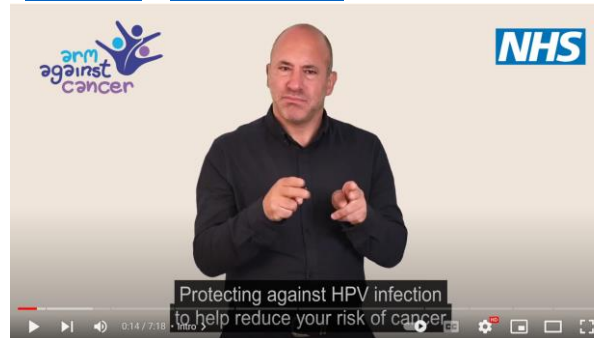 arm
against
cancer
NHS
Protecting against HPV infection
to help reduce your risk of cancer
0:14 / 7:18 • Intro >
HD